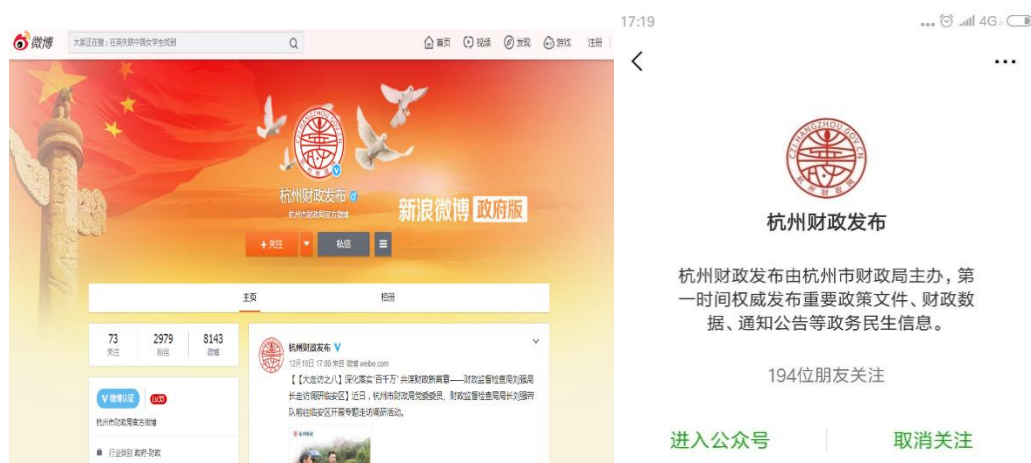 微博
大家正在搜：在英失联中国女学生找到
首页 视频 发现 游戏 注册
杭州财政发布
杭州市财政局官方微博
新浪微博 政府版
+关注 私信
主页 相册
73 2979 8143
关注 粉丝 微博
V 微博认证
杭州市财政局官方微博
行业类别 政府-财政
杭州财政发布 V
12月10日 17:00 来自 微博 weibo.com
【【大走访之八】深化落实“百千万” 共谋财政新篇章——财政监督检查局刘强局
长走访调研临安区】近日，杭州市财政局党委委员、财政监督检查局局长刘强带
队前往临安区开展专题走访调研活动。
17:19
4G
CZJ.HANGZHOU.GOV.CN
杭州财政网
杭州财政发布
杭州财政发布由杭州市财政局主办，第
一时间权威发布重要政策文件、财政数
据、通知公告等政务民生信息。
194位朋友关注
进入公众号 取消关注